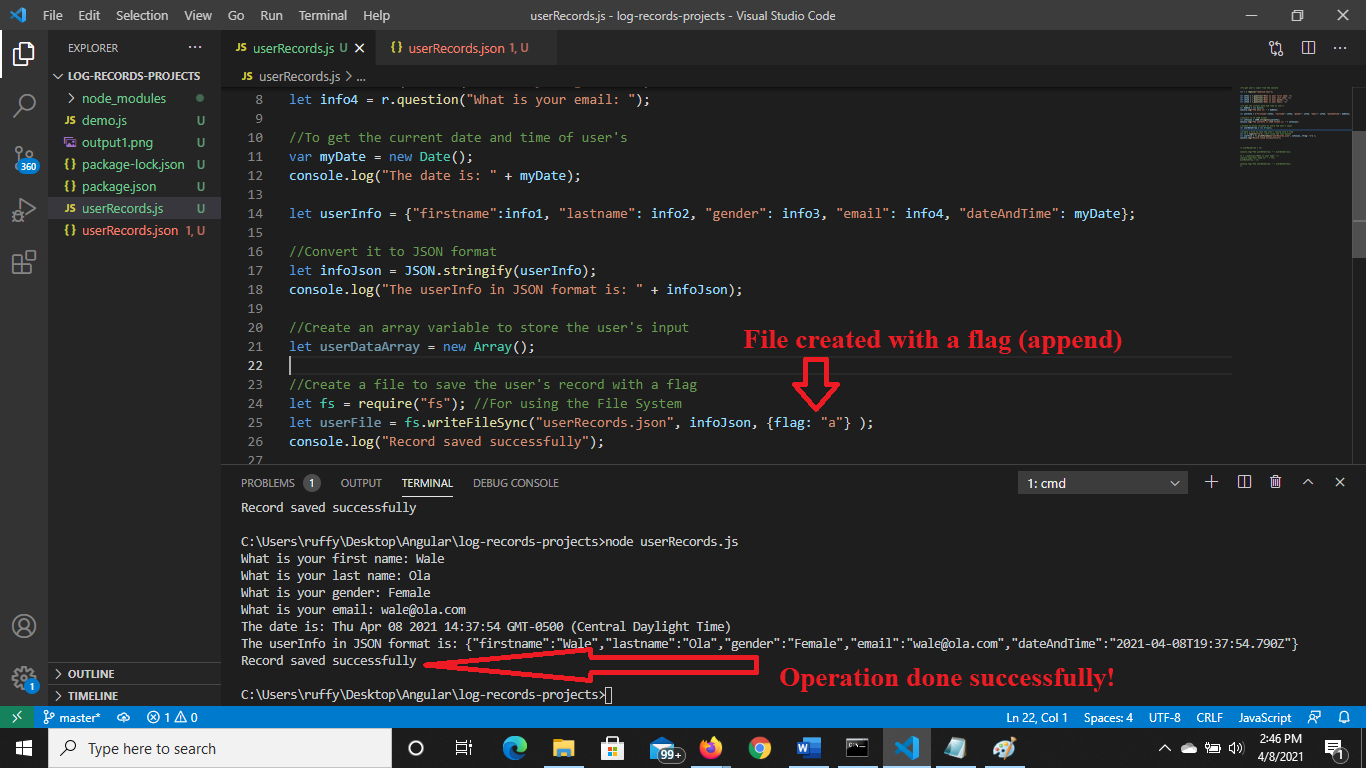 File Edit Selection View Go Run Terminal Help userRecords.js - log-records-projects - Visual Studio Code
EXPLORER ...
JS userRecords.js U
{} userRecords.json 1, U
LOG-RECORDS-PROJECTS
JS userRecords.js > ...
node_modules
JS demo.js U
output1.png U
{} package-lock.json U
{} package.json U
JS userRecords.js U
{} userRecords.json 1, U
360
8 let info4 = r.question("What is your email: ");
9
10 //To get the current date and time of user's
11 var myDate = new Date();
12 console.log("The date is: " + myDate);
13
14 let userInfo = {"firstname":info1, "lastname": info2, "gender": info3, "email": info4, "dateAndTime": myDate};
15
16 //Convert it to JSON format
17 let infoJson = JSON.stringify(userInfo);
18 console.log("The userInfo in JSON format is: " + infoJson);
19
20 //Create an array variable to store the user's input
21 let userDataArray = new Array();
22
23 //Create a file to save the user's record with a flag
24 let fs = require("fs"); //For using the File System
25 let userFile = fs.writeFileSync("userRecords.json", infoJson, {flag: "a"} );
26 console.log("Record saved successfully");
27
File created with a flag (append)
PROBLEMS 1 OUTPUT TERMINAL DEBUG CONSOLE 1: cmd
Record saved successfully
C:\Users\ruffy\Desktop\Angular\log-records-projects>node userRecords.js
What is your first name: Wale
What is your last name: Ola
What is your gender: Female
What is your email: wale@ola.com
The date is: Thu Apr 08 2021 14:37:54 GMT-0500 (Central Daylight Time)
The userInfo in JSON format is: {"firstname":"Wale","lastname":"Ola","gender":"Female","email":"wale@ola.com","dateAndTime":"2021-04-08T19:37:54.790Z"}
Record saved successfully
C:\Users\ruffy\Desktop\Angular\log-records-projects>
Operation done successfully!
OUTLINE
TIMELINE
1
master* 1 0 Ln 22, Col 1 Spaces: 4 UTF-8 CRLF JavaScript
Type here to search
99+
2:46 PM
4/8/2021
1